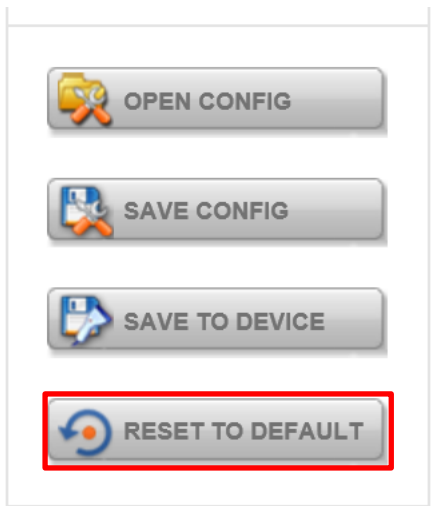 OPEN CONFIG
SAVE CONFIG
SAVE TO DEVICE
RESET TO DEFAULT